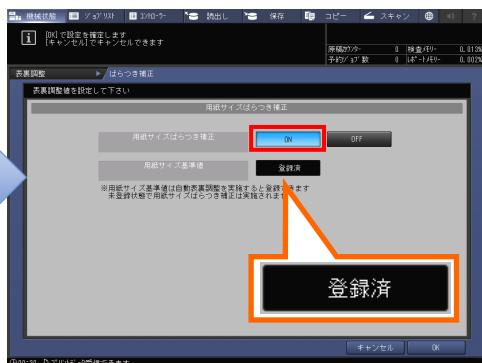 機械状態 ジョブリスト コントローラー 読出し 保存 コピー スキャン ?
[OK]で設定を確定します
[キャンセル]でキャンセルできます
原稿カウンター 0 検査メモリー 0.013%
予約ジョブ数 0 レポートメモリー 0.002%
表裏調整 ▶ /ばらつき補正
表裏調整値を設定して下さい
用紙サイズばらつき補正
用紙サイズばらつき補正 ON OFF
用紙サイズ基準値 登録済
※用紙サイズ基準値は自動表裏調整を実施すると登録できます
未登録状態で用紙サイズばらつき補正は実施されま
登録済
キャンセル OK